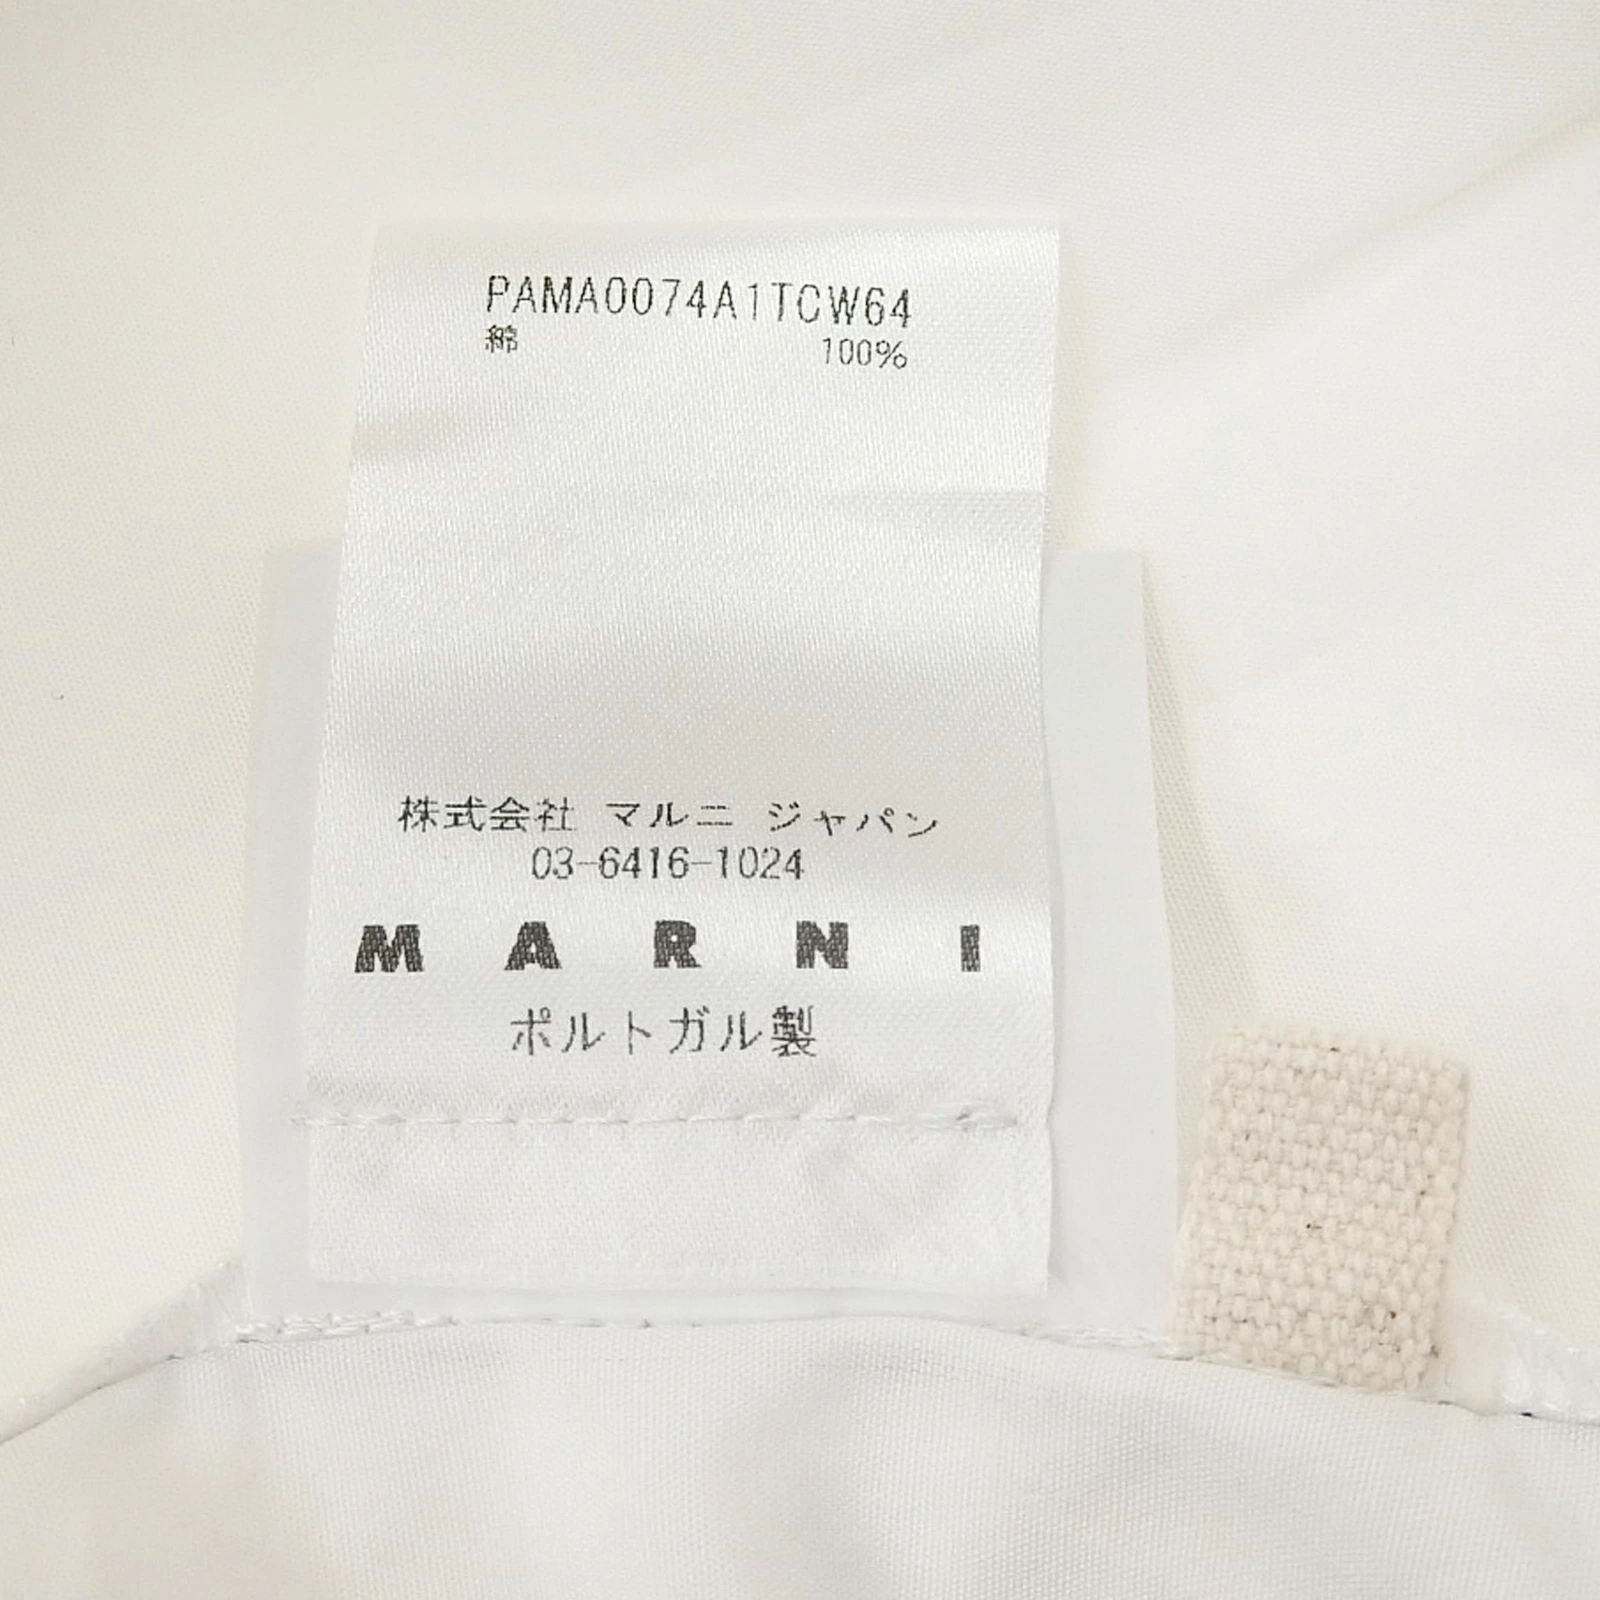 PAMA0074A1TCW64
綿 100%
株式会社 マルニ ジャパン
03-6416-1024
MARNI
ポルトガル製